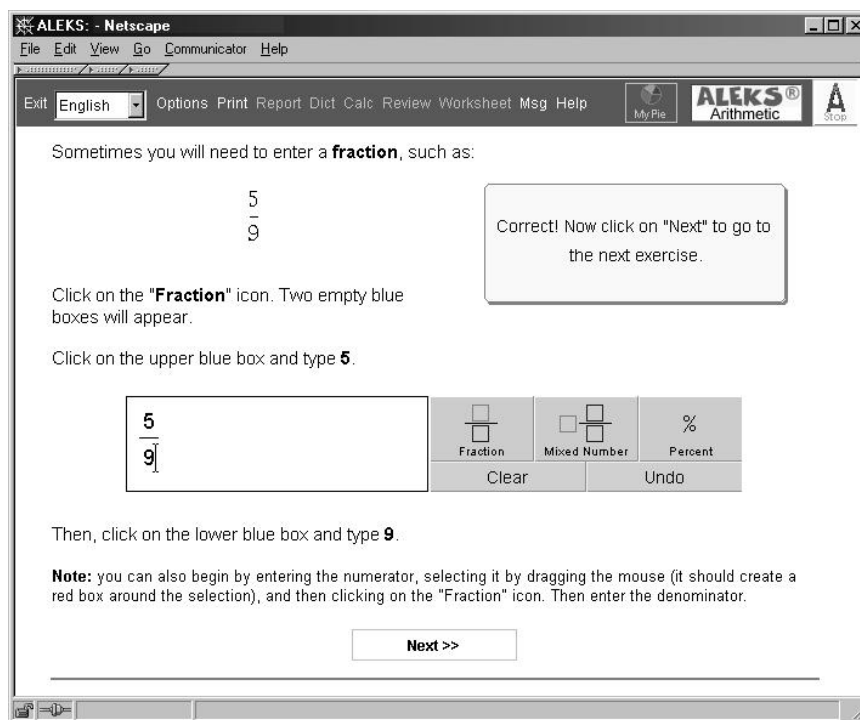 ALEKS: - Netscape
File Edit View Go Communicator Help
Exit English Options Print Report Dict Calc Review Worksheet Msg Help MyPie ALEKS® Arithmetic A Stop
Sometimes you will need to enter a fraction, such as:
5
9
Correct! Now click on "Next" to go to
the next exercise.
Click on the "Fraction" icon. Two empty blue
boxes will appear.
Click on the upper blue box and type 5.
5
9
Fraction Mixed Number % Percent
Clear Undo
Then, click on the lower blue box and type 9.
Note: you can also begin by entering the numerator, selecting it by dragging the mouse (it should create a
red box around the selection), and then clicking on the "Fraction" icon. Then enter the denominator.
Next >>